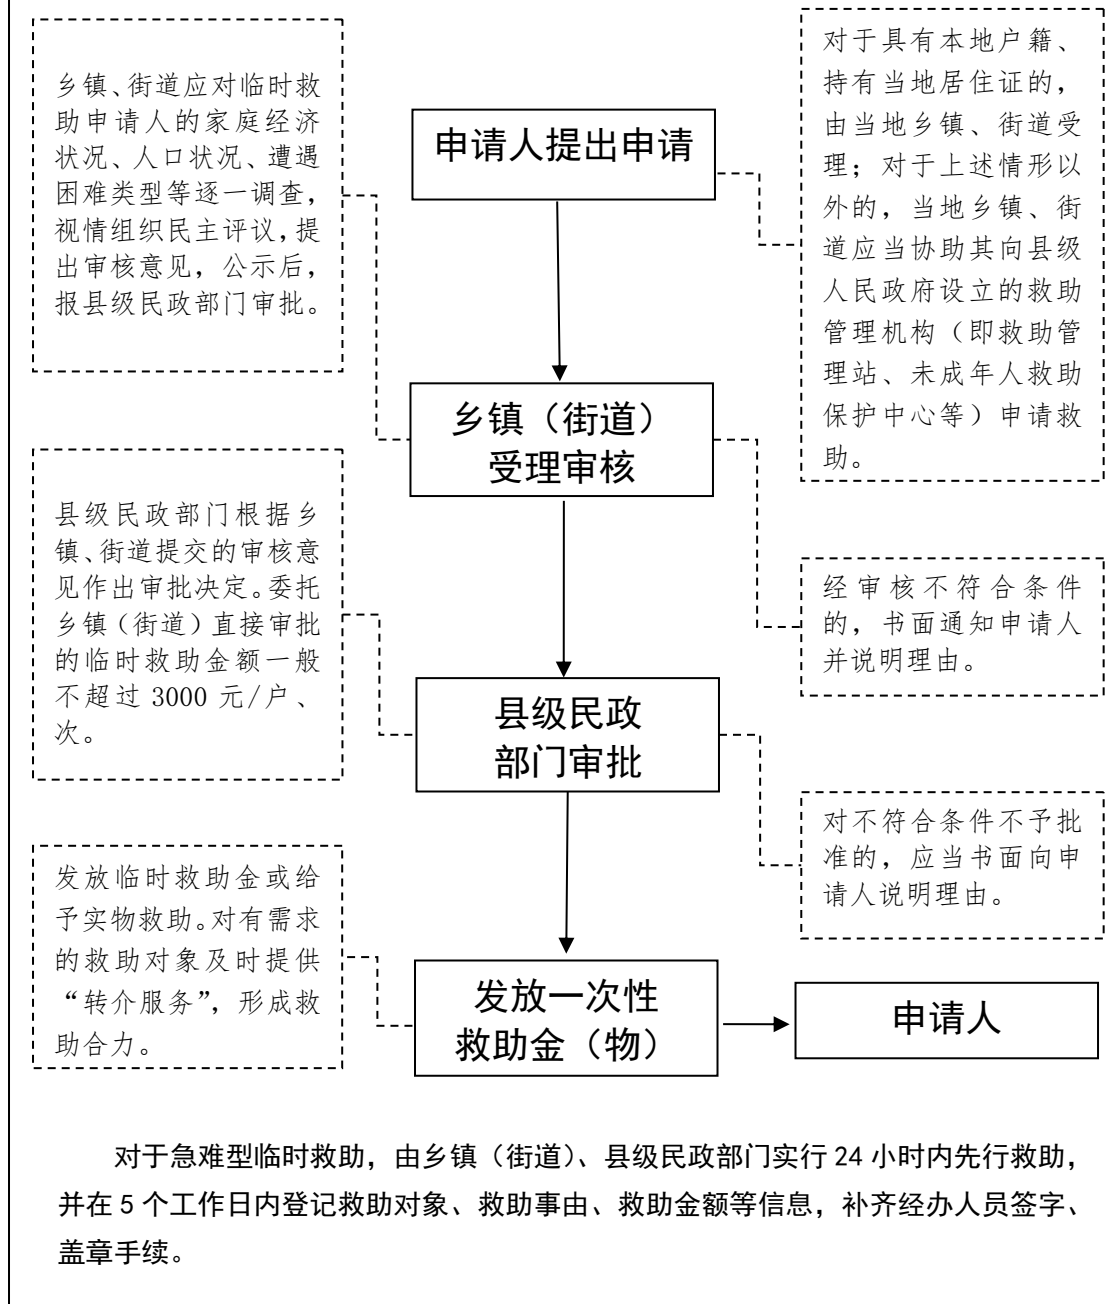 乡镇、街道应对临时救
助申请人的家庭经济
状况、人口状况、遭遇
困难类型等逐一调查，
视情组织民主评议，提
出审核意见，公示后，
报县级民政部门审批。
申请人提出申请
对于具有本地户籍、
持有当地居住证的，
由当地乡镇、街道受
理；对于上述情形以
外的，当地乡镇、街
道应当协助其向县级
人民政府设立的救助
管理机构（即救助管
理站、未成年人救助
保护中心等）申请救
助。
乡镇（街道）
受理审核
县级民政部门根据乡
镇、街道提交的审核意
见作出审批决定。委托
乡镇（街道）直接审批
的临时救助金额一般
不超过 3000 元/户、
次。
经审核不符合条件
的，书面通知申请人
并说明理由。
县级民政
部门审批
对不符合条件不予批
准的，应当书面向申
请人说明理由。
发放临时救助金或给
予实物救助。对有需求
的救助对象及时提供
“转介服务”，形成救
助合力。
发放一次性
救助金（物）
申请人
对于急难型临时救助，由乡镇（街道）、县级民政部门实行 24 小时内先行救助，
并在 5 个工作日内登记救助对象、救助事由、救助金额等信息，补齐经办人员签字、
盖章手续。